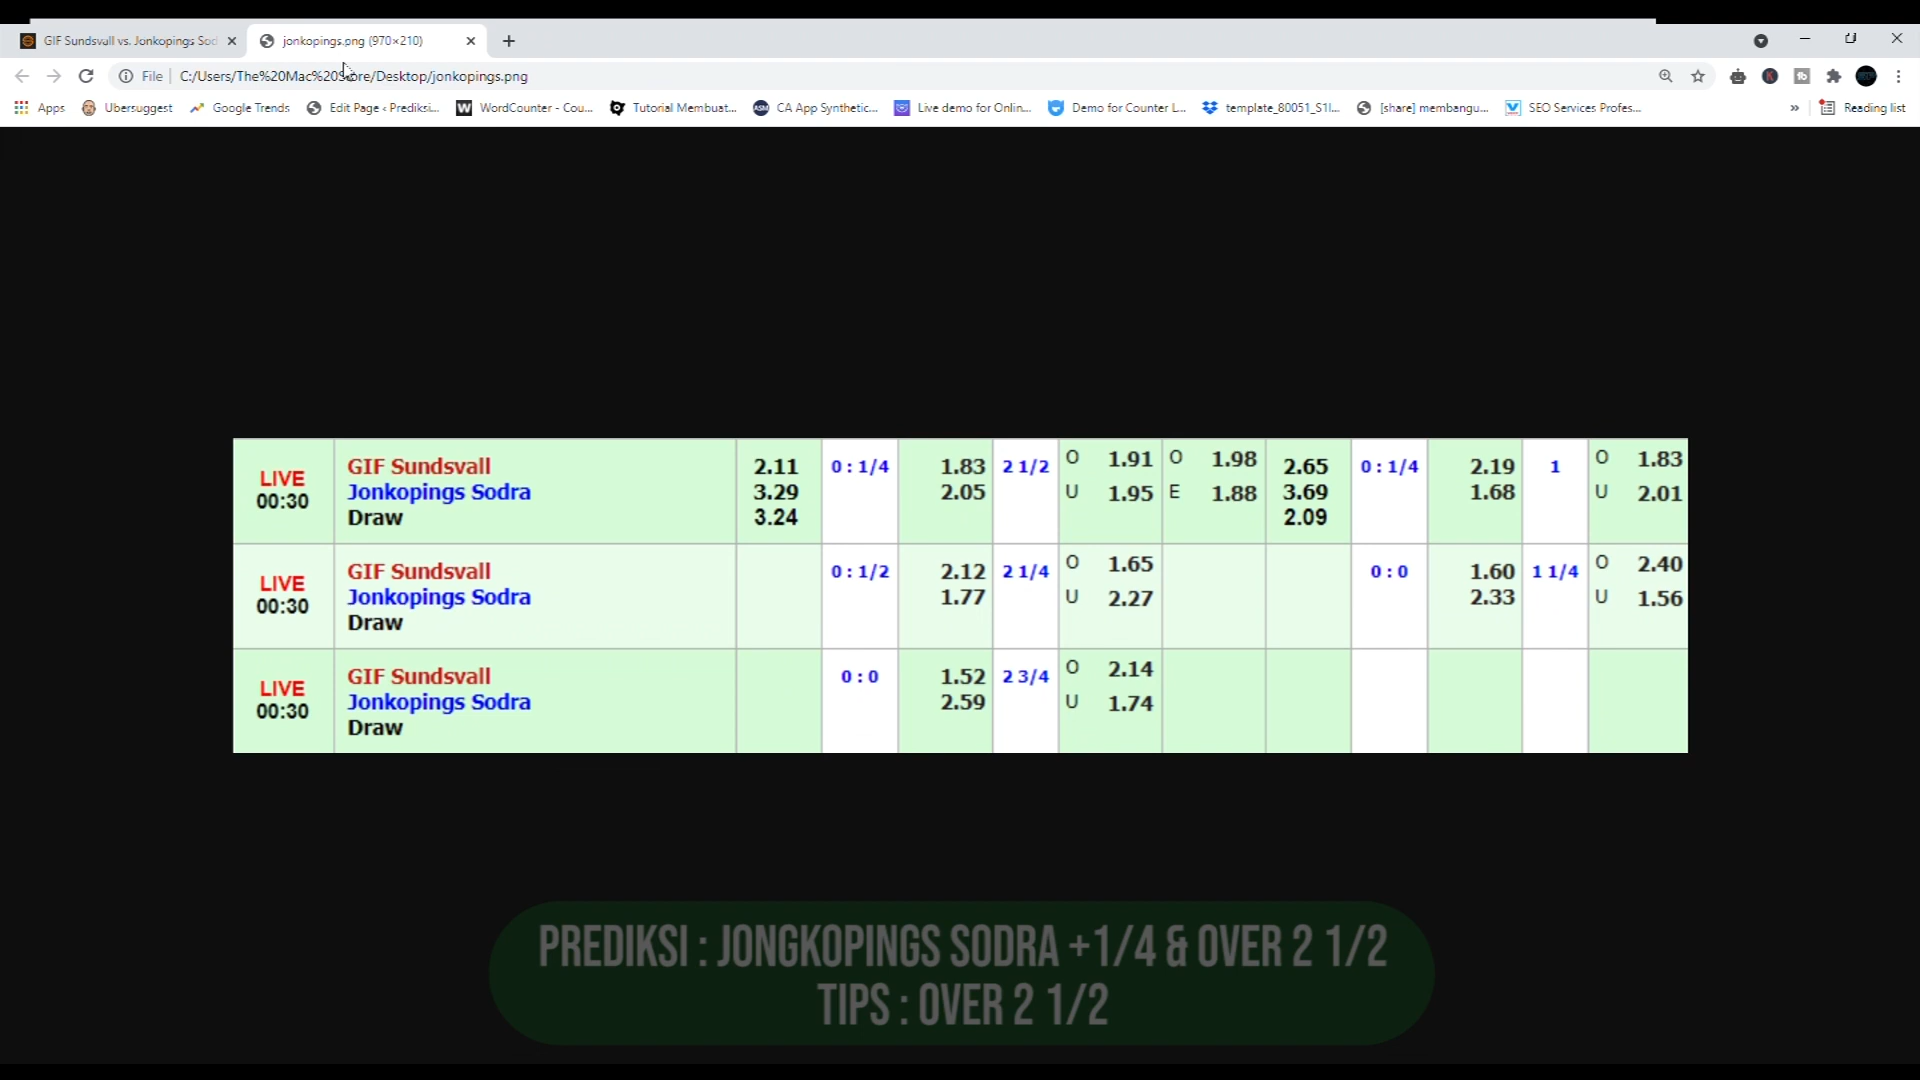 GIF Sundsvall vs. Jonkopings Sod
jonkopings.png (970×210)
File C:/Users/The%20Mac%20Store/Desktop/jonkopings.png
Apps Ubersuggest Google Trends Edit Page ‹ Prediksi... WordCounter - Cou... Tutorial Membuat... CA App Synthetic... Live demo for Onlin... Demo for Counter L... template_80051_S1l... [share] membangu... SEO Services Profes... » Reading list
LIVE
00:30
GIF Sundsvall
Jonkopings Sodra
Draw
2.11
3.29
3.24
0 : 1/4
1.83
2.05
2 1/2
O 1.91
U 1.95
O 1.98
E 1.88
2.65
3.69
2.09
0 : 1/4
2.19
1.68
1
O 1.83
U 2.01
LIVE
00:30
GIF Sundsvall
Jonkopings Sodra
Draw
0 : 1/2
2.12
1.77
2 1/4
O 1.65
U 2.27
0 : 0
1.60
2.33
1 1/4
O 2.40
U 1.56
LIVE
00:30
GIF Sundsvall
Jonkopings Sodra
Draw
0 : 0
1.52
2.59
2 3/4
O 2.14
U 1.74
PREDIKSI : JONGKOPINGS SODRA +1/4 & OVER 2 1/2
TIPS : OVER 2 1/2